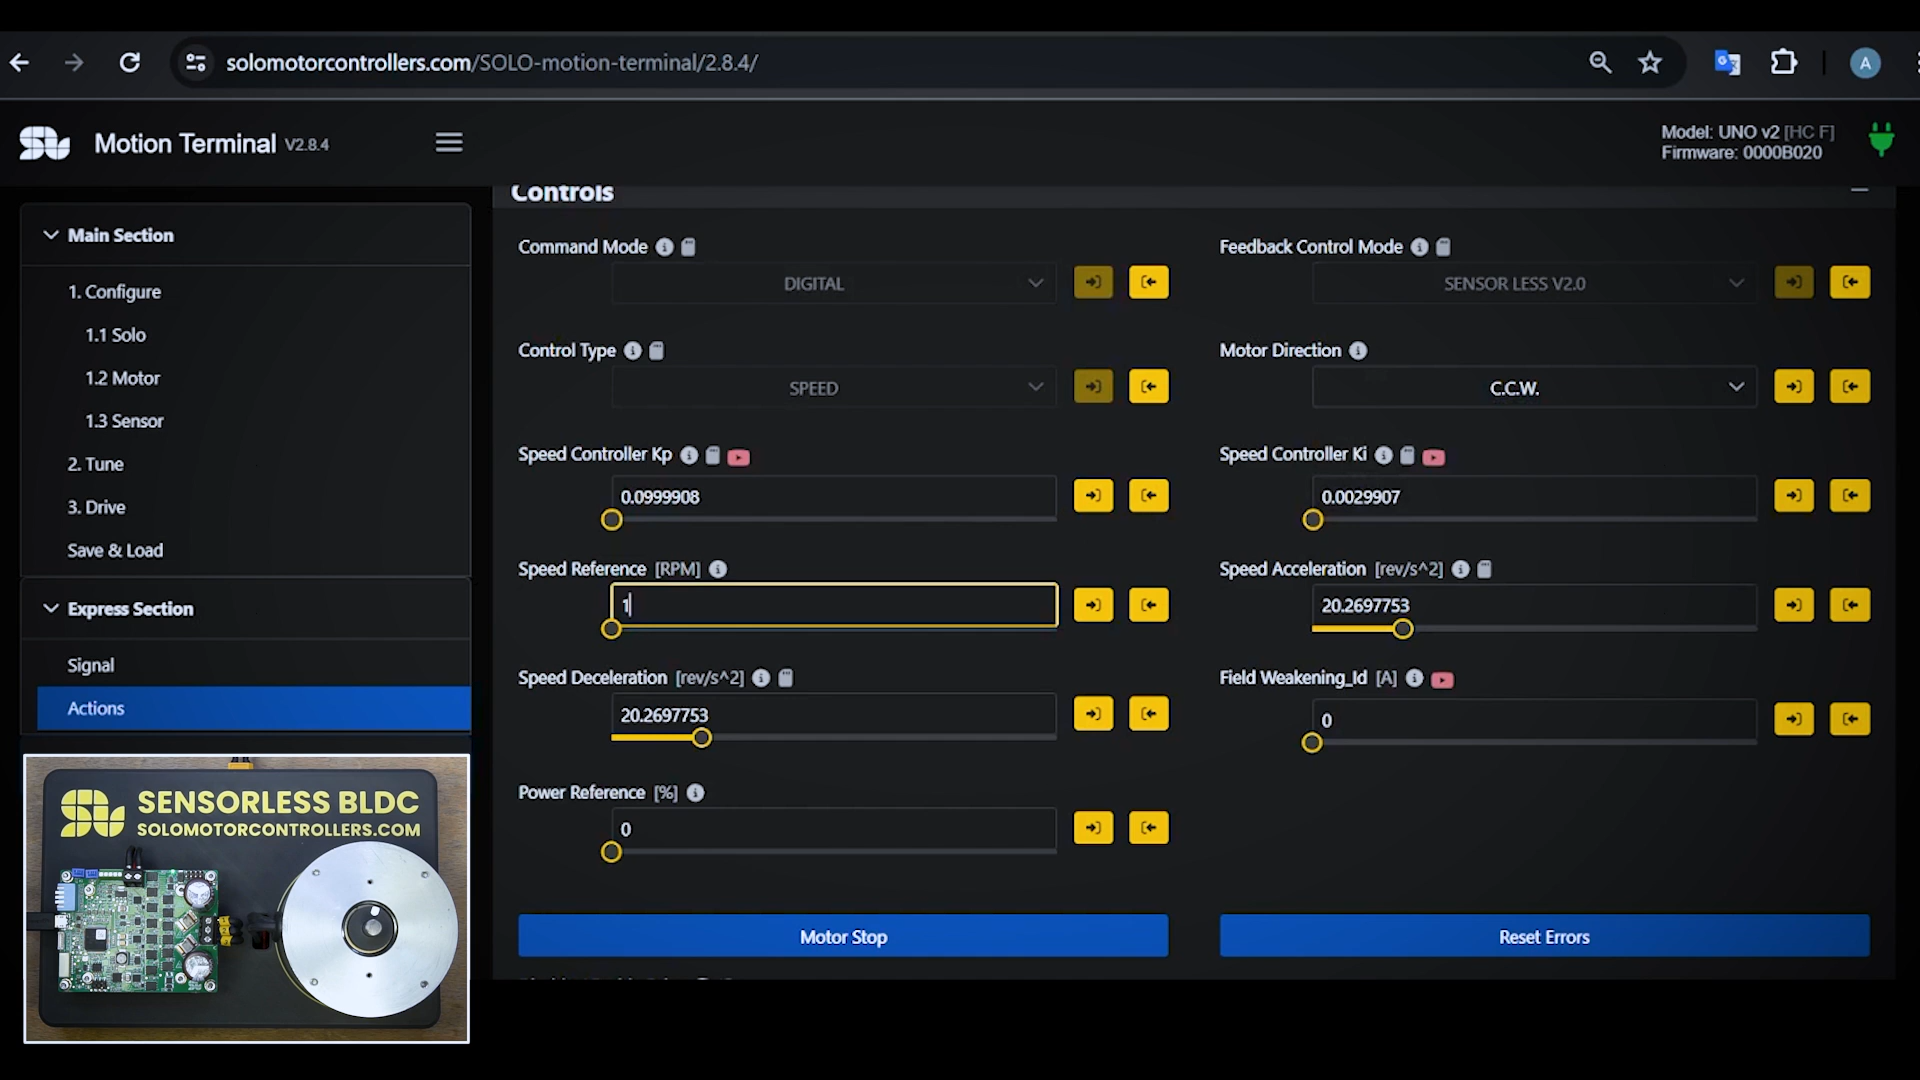 solomotorcontrollers.com/SOLO-motion-terminal/2.8.4/
A
Motion Terminal V2.8.4
Model: UNO v2 [HC F]
Firmware: 0000B020
Main Section
1. Configure
1.1 Solo
1.2 Motor
1.3 Sensor
2. Tune
3. Drive
Save & Load
Express Section
Signal
Actions
Controls
Command Mode
DIGITAL
Feedback Control Mode
SENSOR LESS V2.0
Control Type
SPEED
Motor Direction
C.C.W.
Speed Controller Kp
0.0999908
Speed Controller Ki
0.0029907
Speed Reference [RPM]
1
Speed Acceleration [rev/s^2]
20.2697753
Speed Deceleration [rev/s^2]
20.2697753
Field Weakening_Id [A]
0
Power Reference [%]
0
Motor Stop
Reset Errors
SENSORLESS BLDC
SOLOMOTORCONTROLLERS.COM